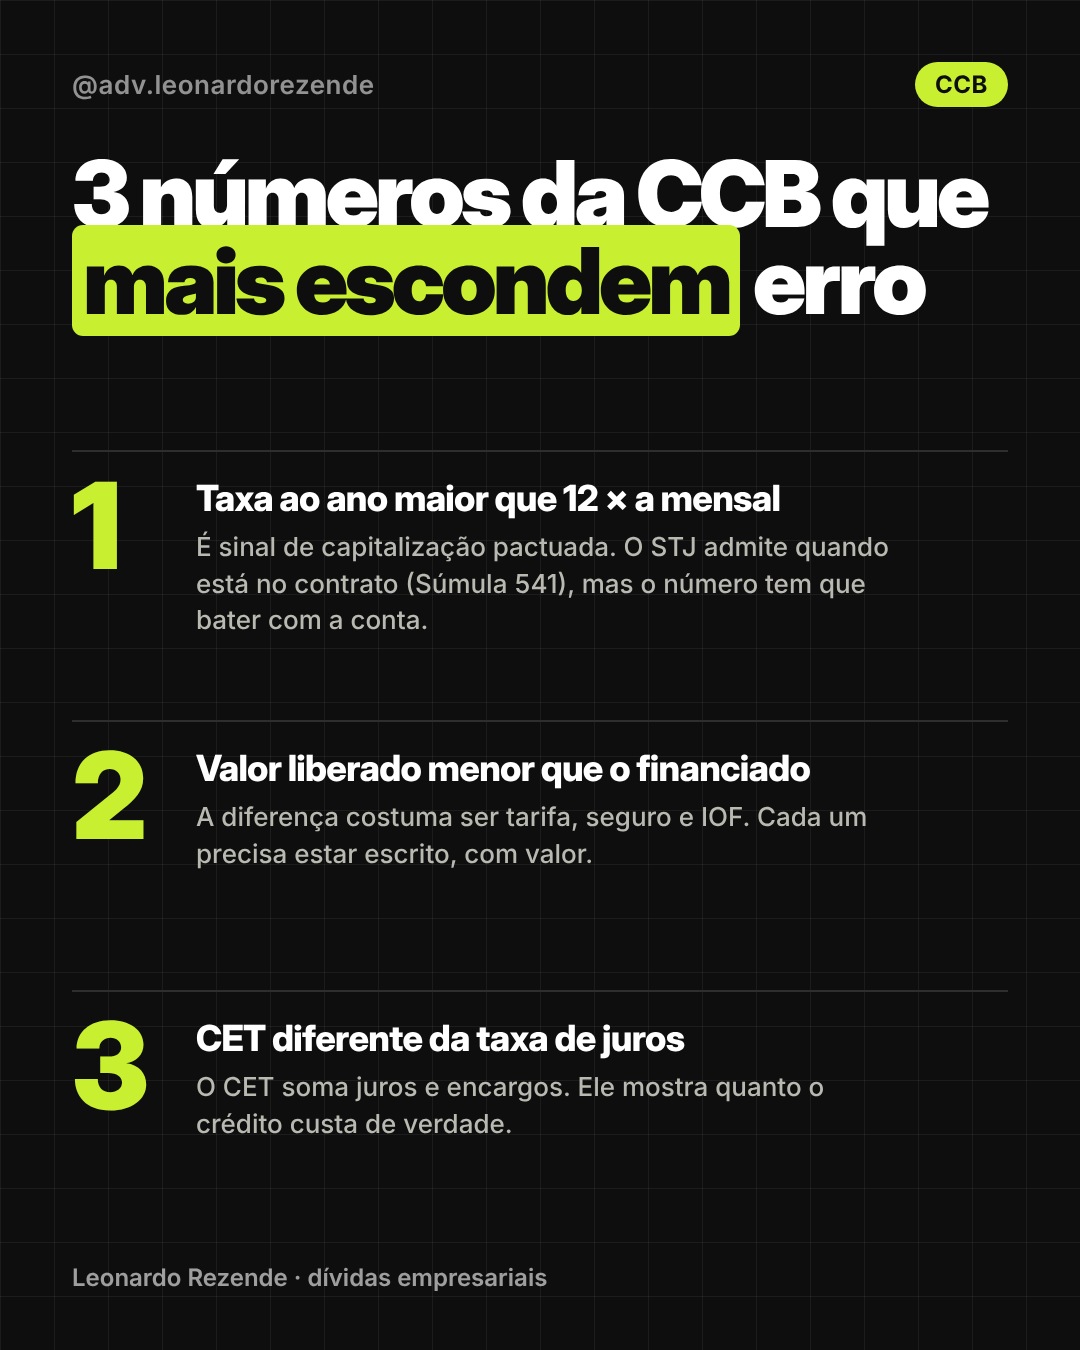 @adv.leonardorezende
CCB
3 números da CCB que
mais escondem erro
1
Taxa ao ano maior que 12 × a mensal
É sinal de capitalização pactuada. O STJ admite quando
está no contrato (Súmula 541), mas o número tem que
bater com a conta.
2
Valor liberado menor que o financiado
A diferença costuma ser tarifa, seguro e IOF. Cada um
precisa estar escrito, com valor.
3
CET diferente da taxa de juros
O CET soma juros e encargos. Ele mostra quanto o
crédito custa de verdade.
Leonardo Rezende · dívidas empresariais